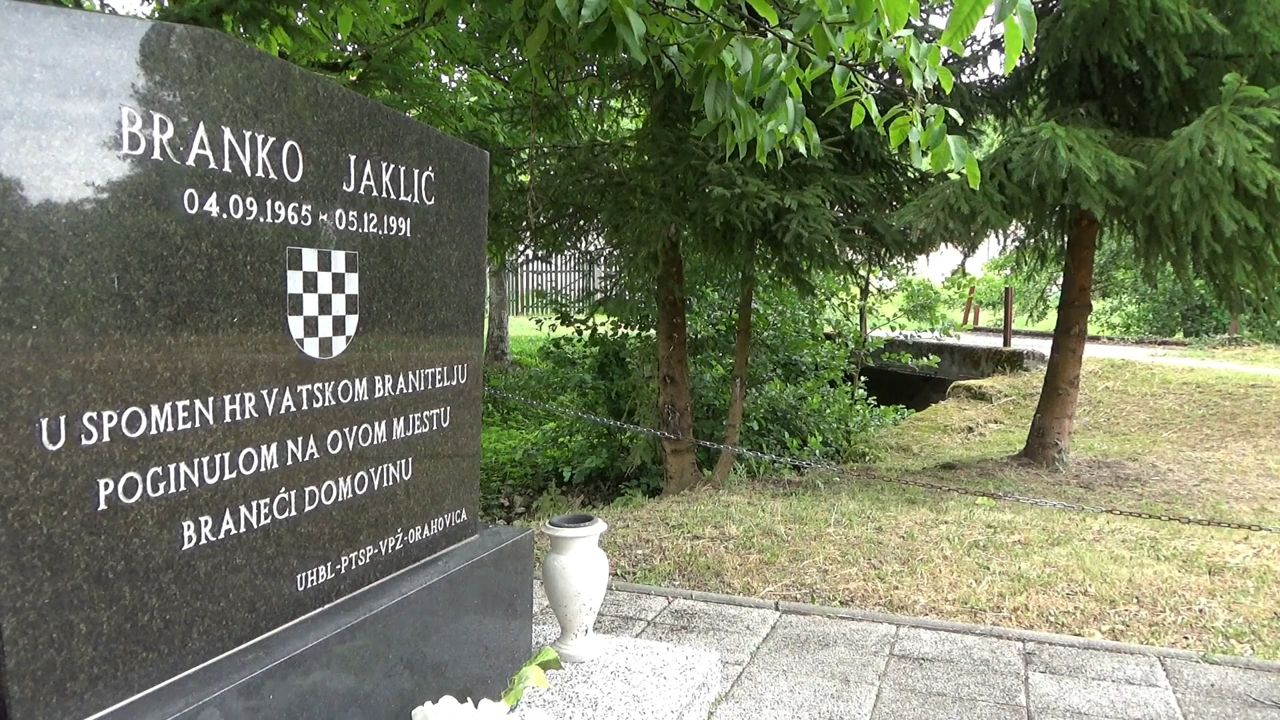 BRANKO JAKLIĆ
04.09.1965 - 05.12.1991
U SPOMEN HRVATSKOM BRANITELJU
POGINULOM NA OVOM MJESTU
BRANEĆI DOMOVINU
UHBL-PTSP-VPŽ-ORAHOVICA